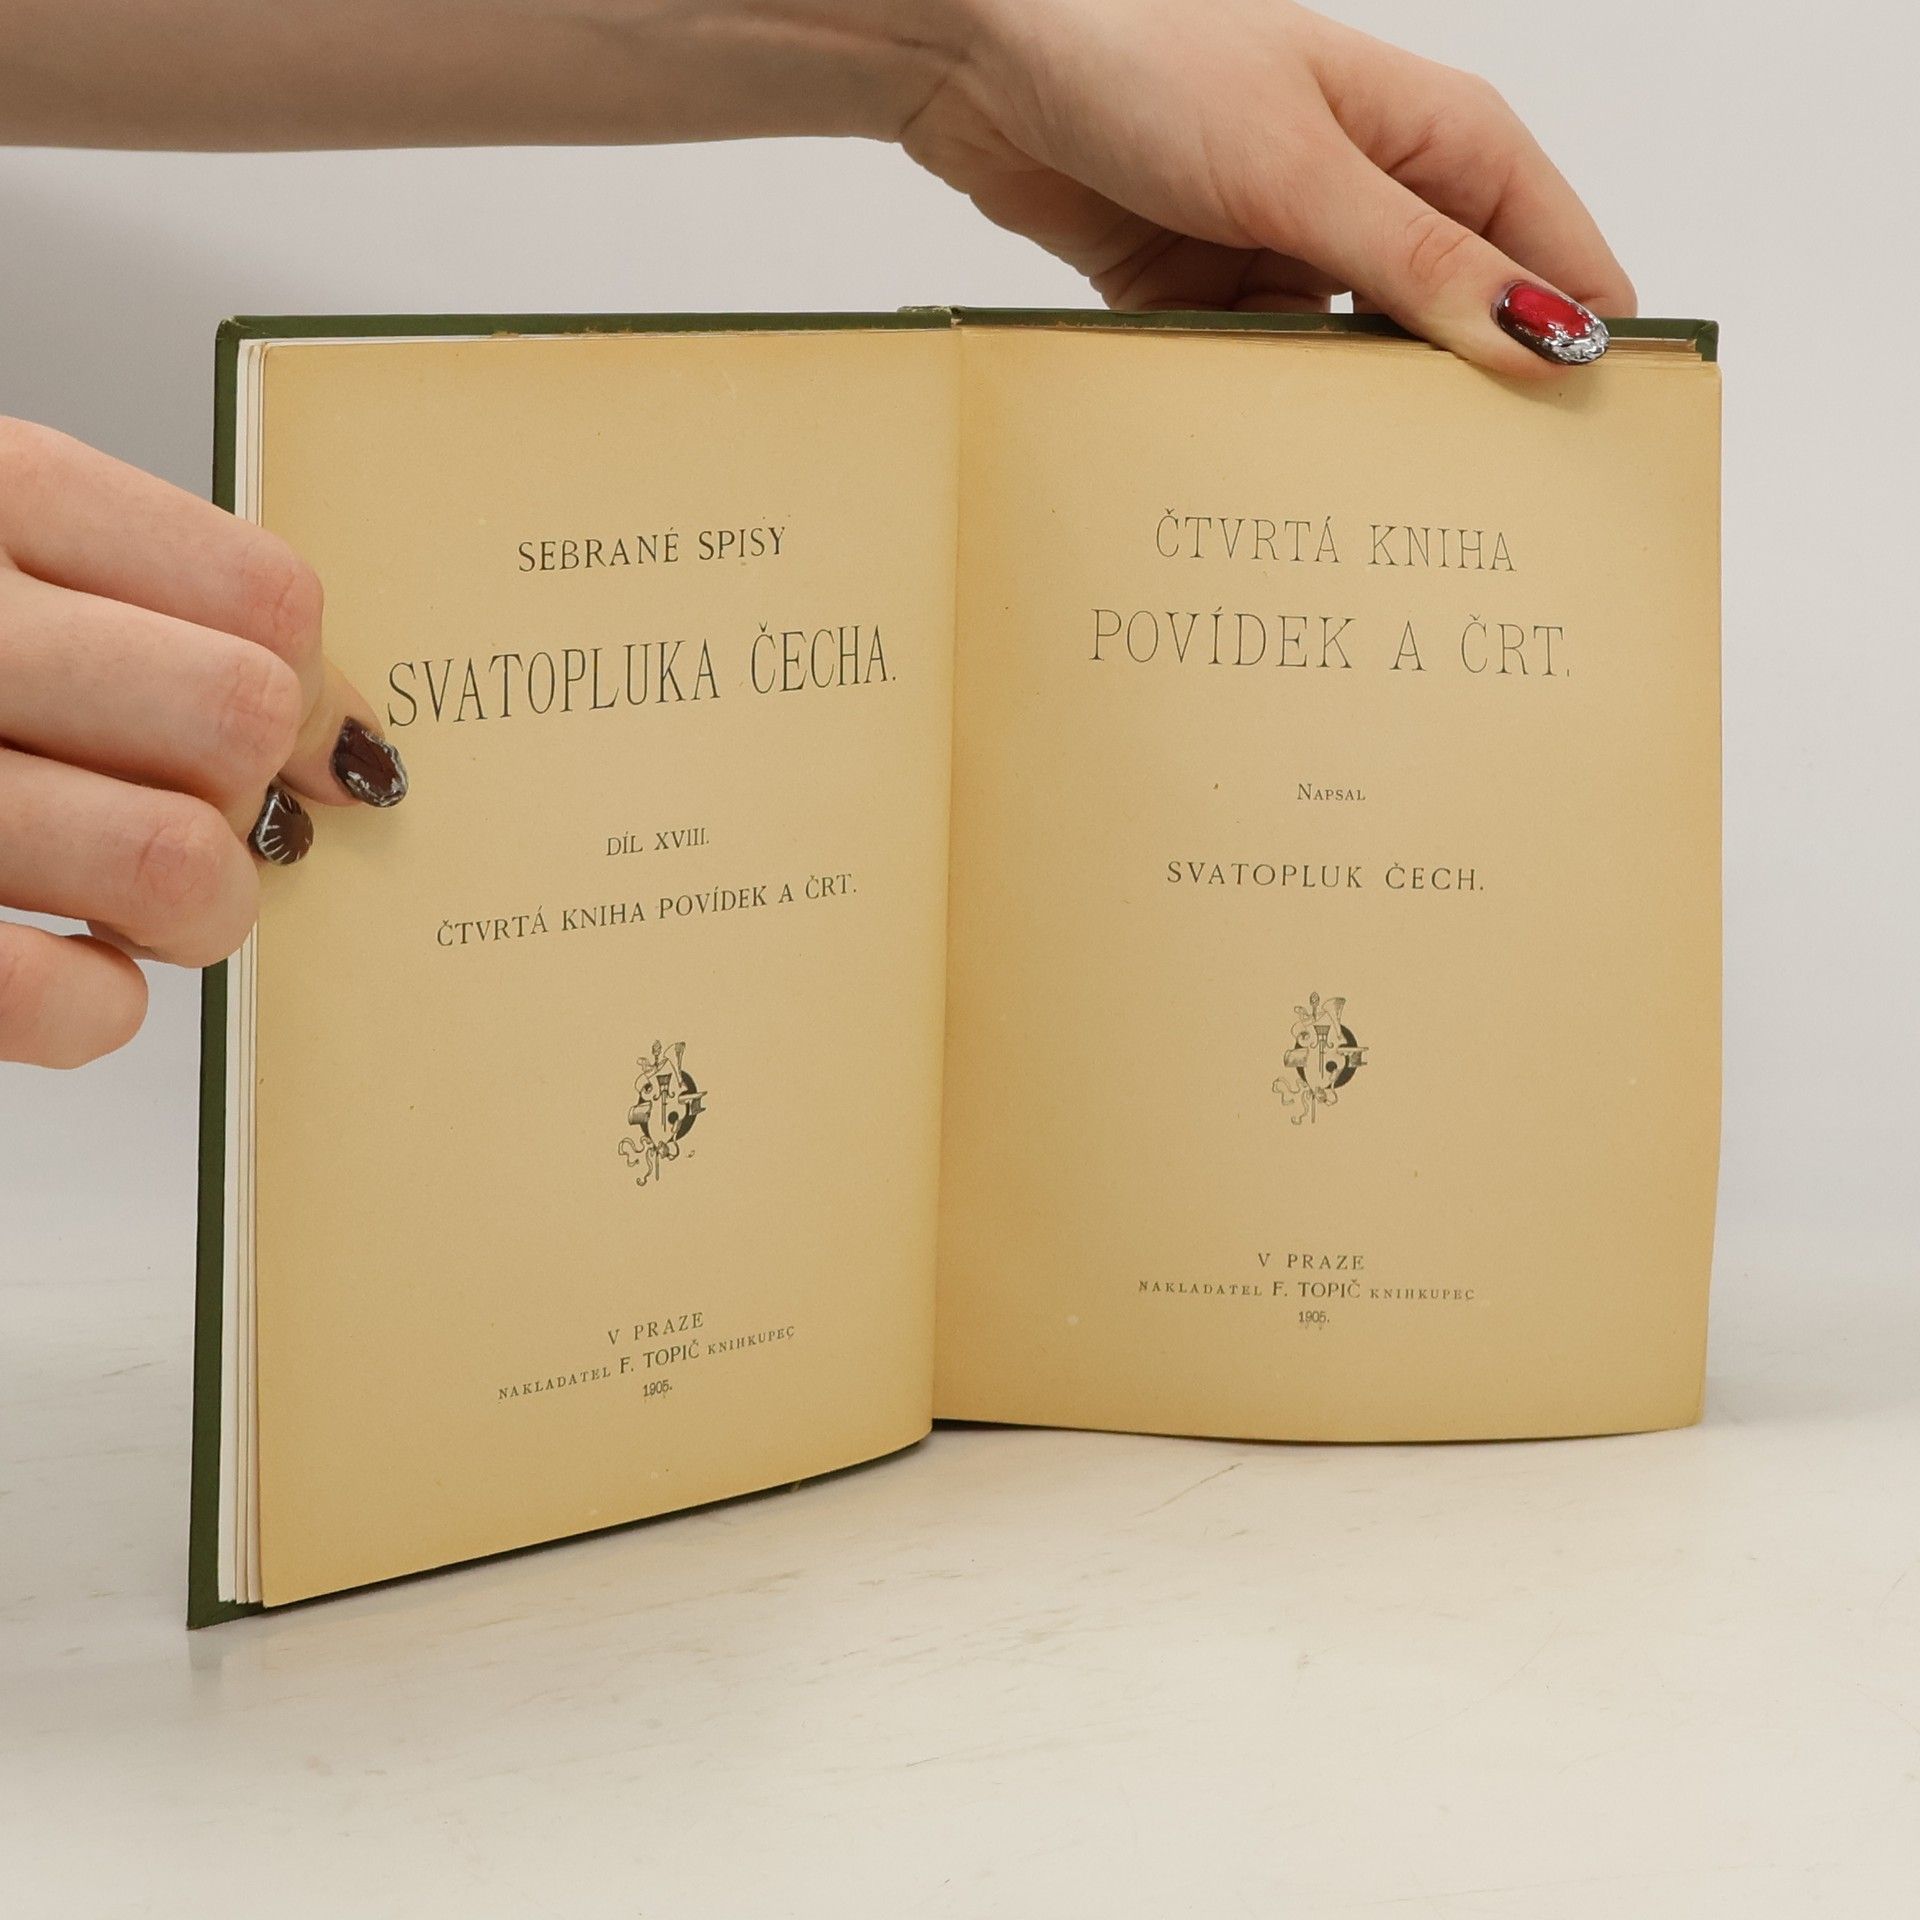 SEBRANÉ SPISY
SVATOPLUKA ČECHA.
DÍL XVIII.
ČTVRTÁ KNIHA POVÍDEK A ČRT.
V PRAZE
NAKLADATEL F. TOPIČ KNIHKUPEC
1905.
ČTVRTÁ KNIHA
POVÍDEK A ČRT.
NAPSAL
SVATOPLUK ČECH.
V PRAZE
NAKLADATEL F. TOPIČ KNIHKUPEC
1905.